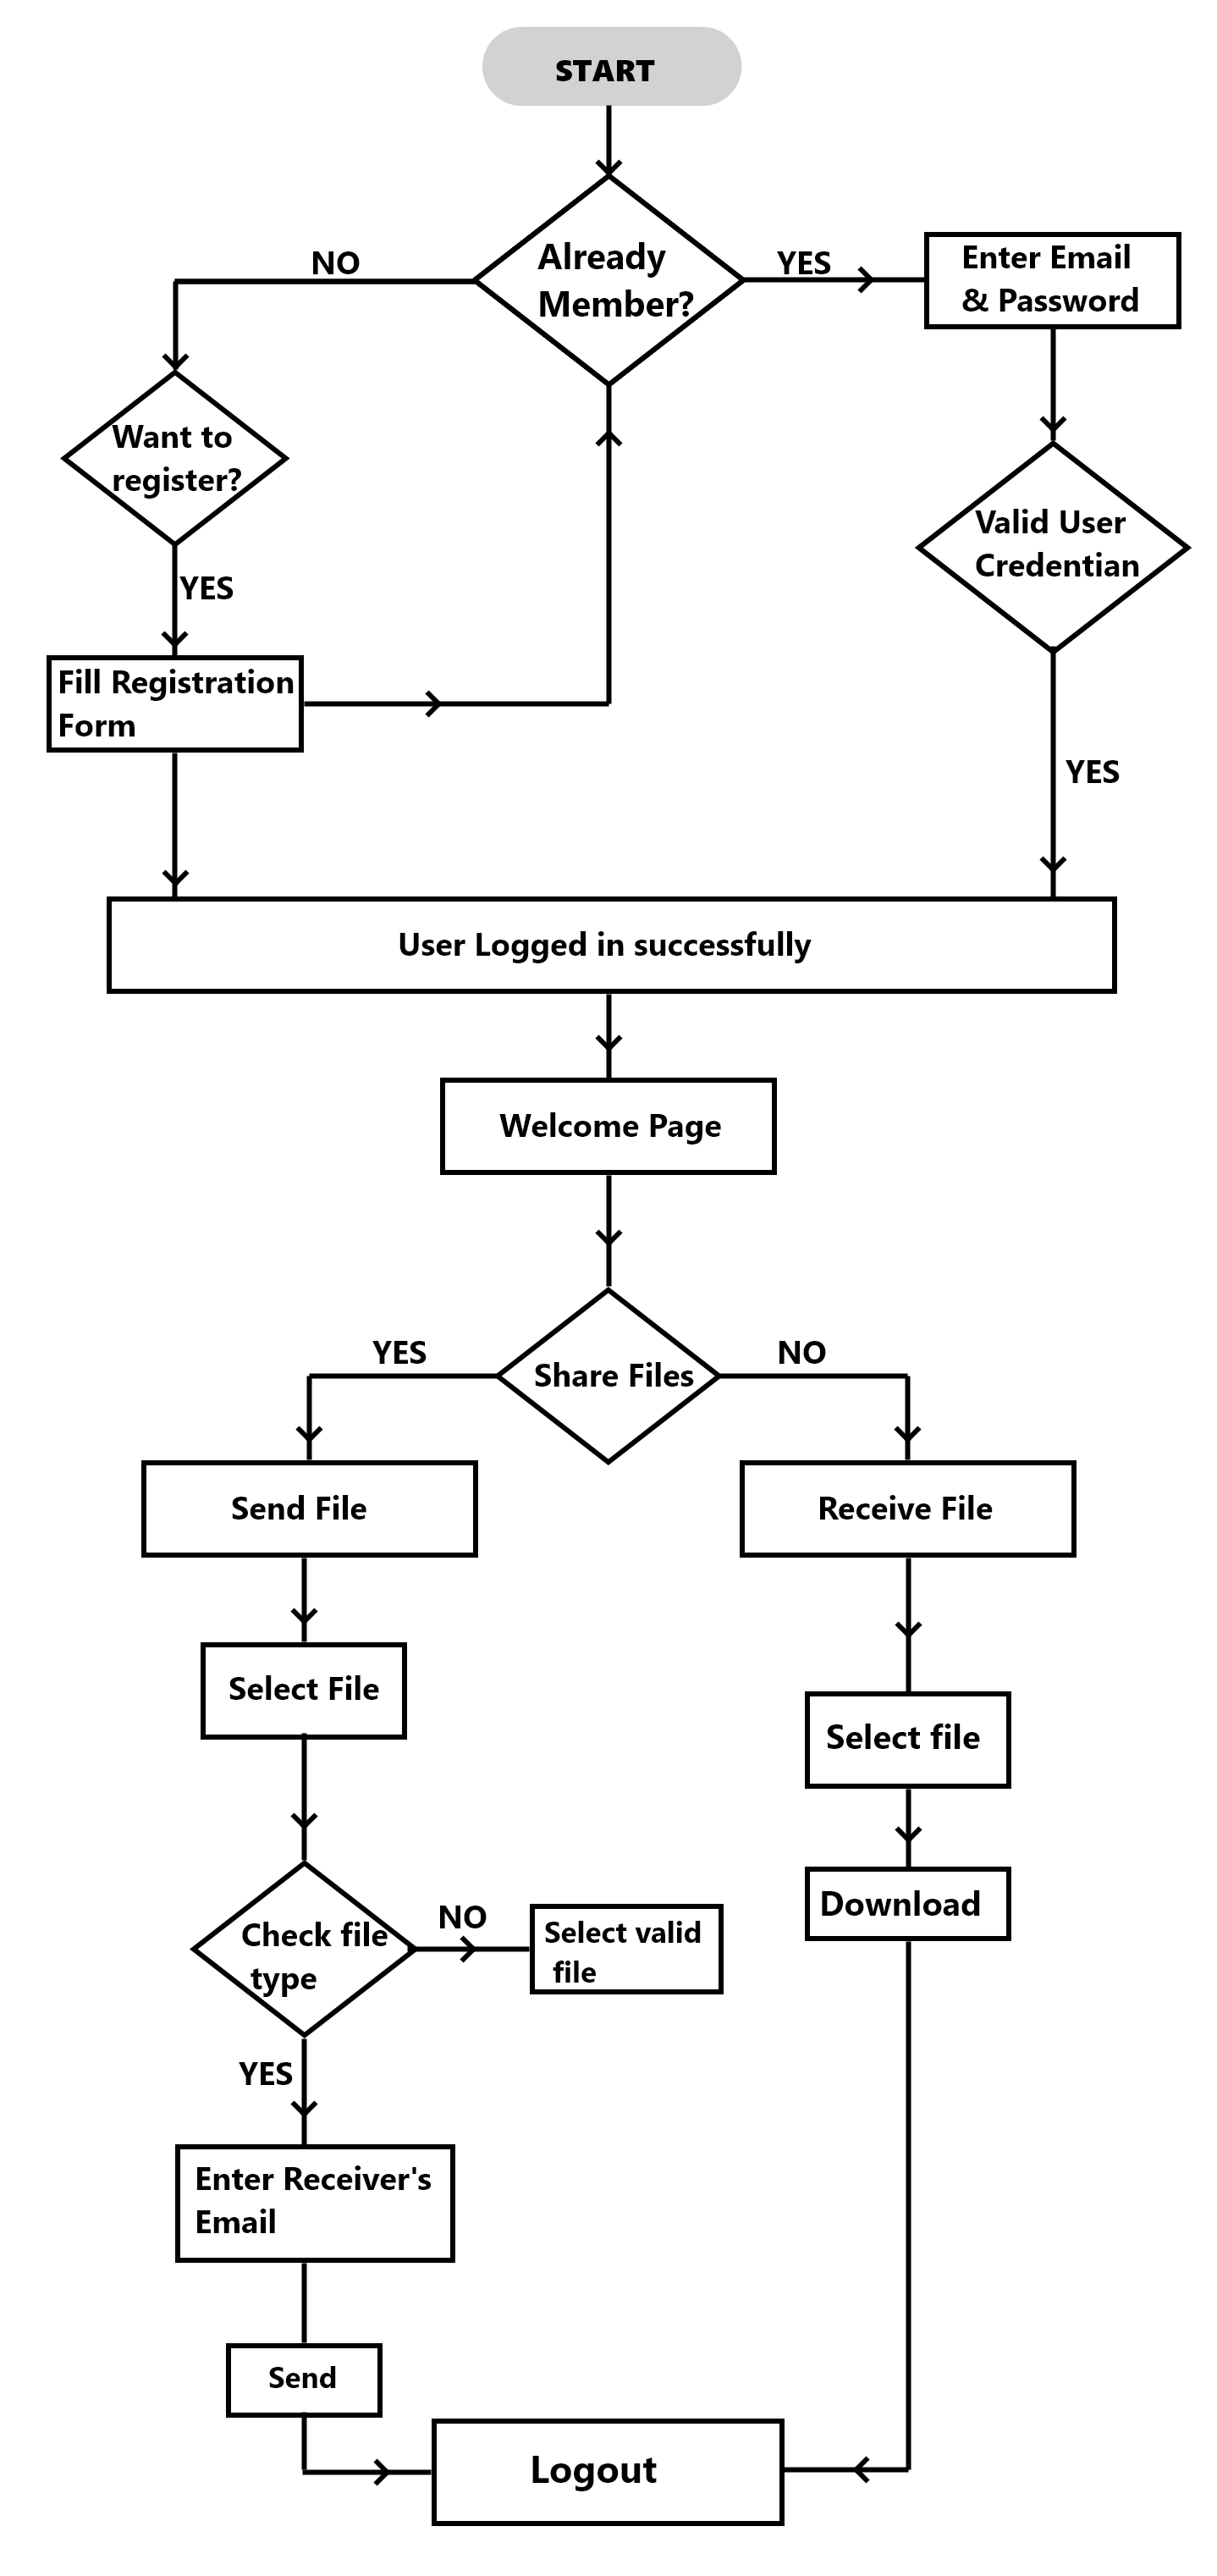 START
Already
Member?
NO
YES
Enter Email
& Password
Want to
register?
Valid User
Credentian
YES
Fill Registration
Form
YES
User Logged in successfully
Welcome Page
Share Files
YES
NO
Send File
Receive File
Select File
Select file
Check file
type
NO
Select valid
file
Download
YES
Enter Receiver's
Email
Send
Logout